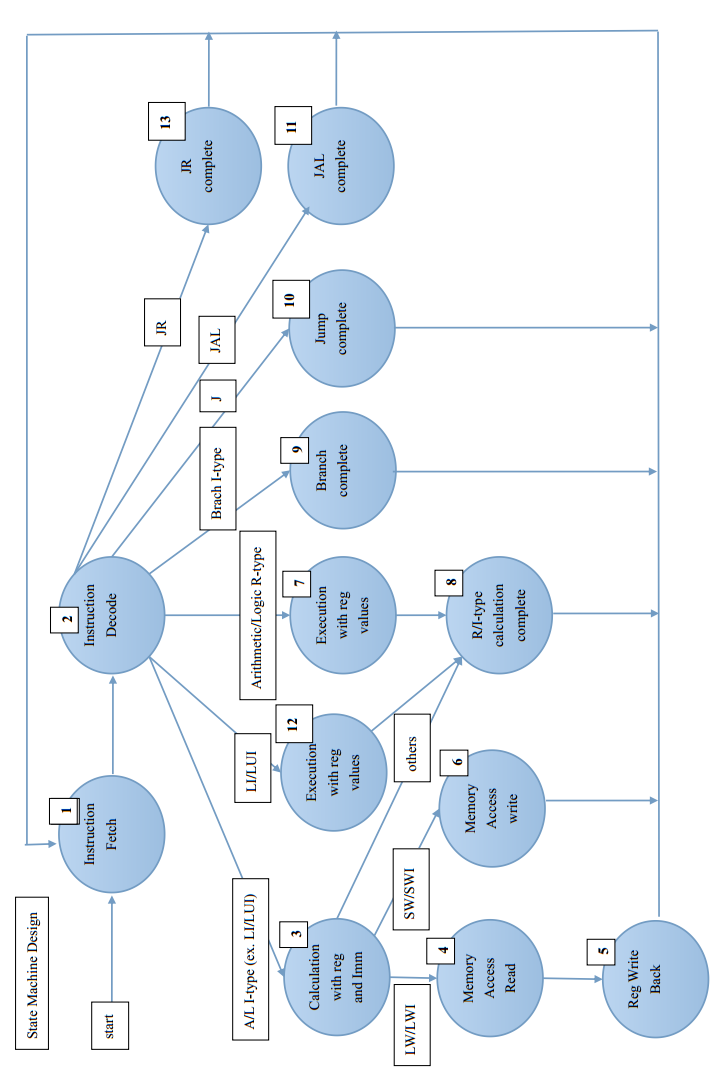 State Machine Design
start
1
Instruction
Fetch
2
Instruction
Decode
JR
JAL
J
Brach I-type
Arithmetic/Logic R-type
LI/LUI
A/L I-type (ex. LI/LUI)
3
Calculation
with reg
and Imm
12
Execution
with reg
values
7
Execution
with reg
values
9
Branch
complete
10
Jump
complete
11
JAL
complete
13
JR
complete
LW/LWI
SW/SWI
others
4
Memory
Access
Read
6
Memory
Access
write
8
R/I-type
calculation
complete
5
Reg Write
Back